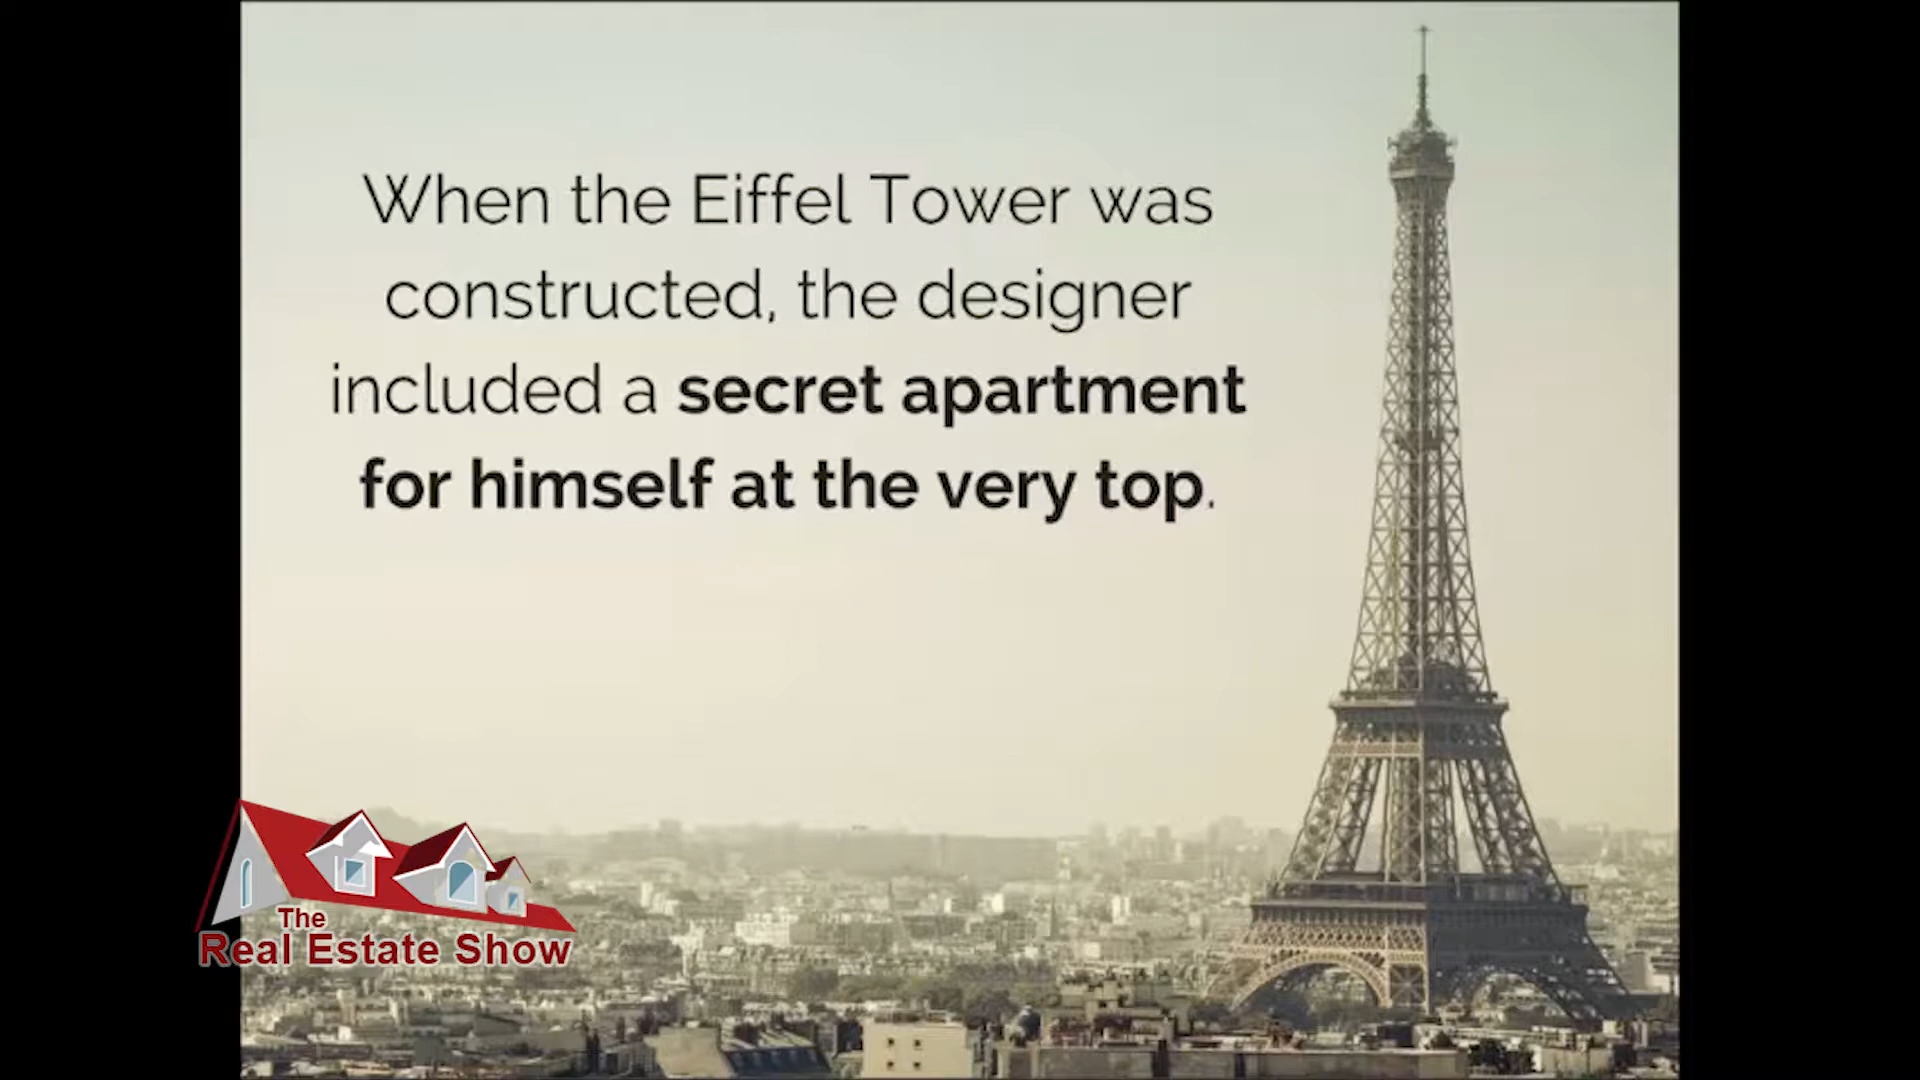 When the Eiffel Tower was
constructed, the designer
included a secret apartment
for himself at the very top.
The
Real Estate Show